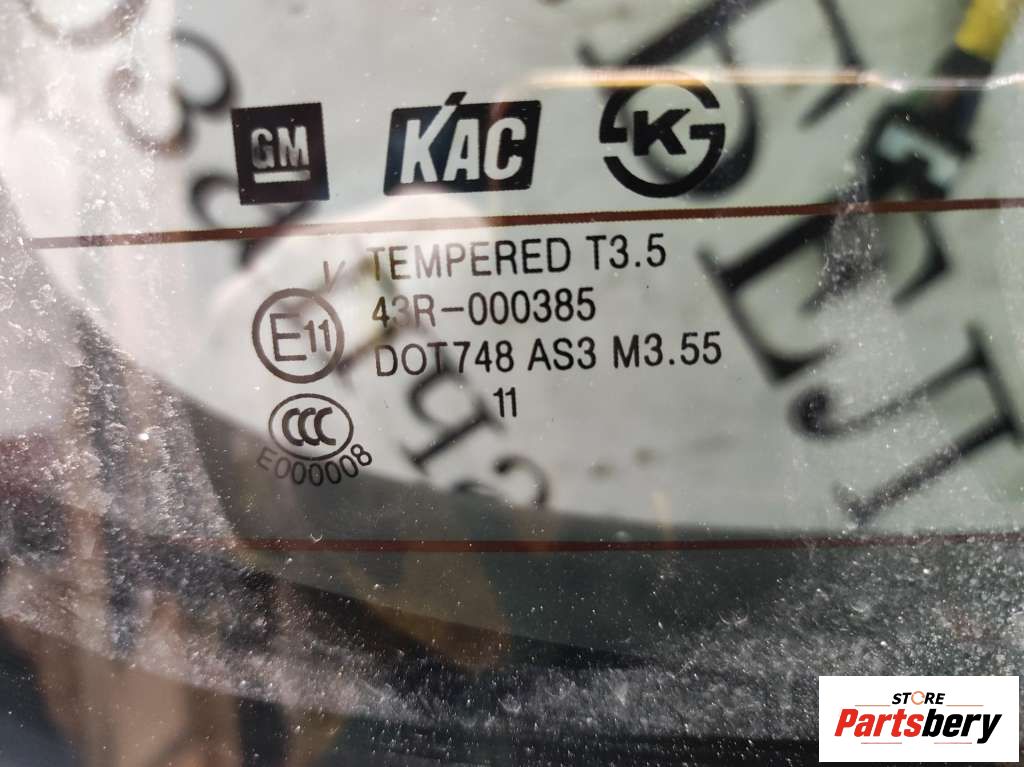 GM KAC K
V TEMPERED T3.5
E11 43R-000385
DOT748 AS3 M3.55
11
CCC
E000008
STORE
Partsbery